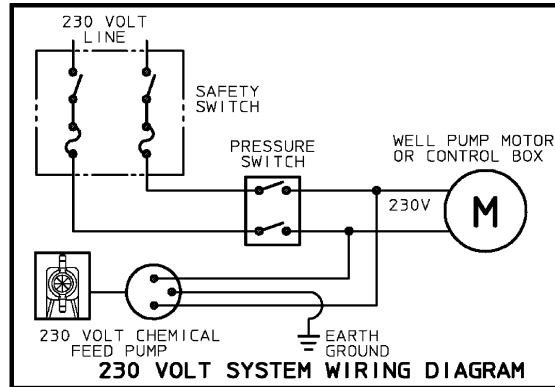 230 VOLT
LINE
SAFETY
SWITCH
PRESSURE
SWITCH
WELL PUMP MOTOR
OR CONTROL BOX
230V
M
230 VOLT CHEMICAL
FEED PUMP
EARTH
GROUND
230 VOLT SYSTEM WIRING DIAGRAM